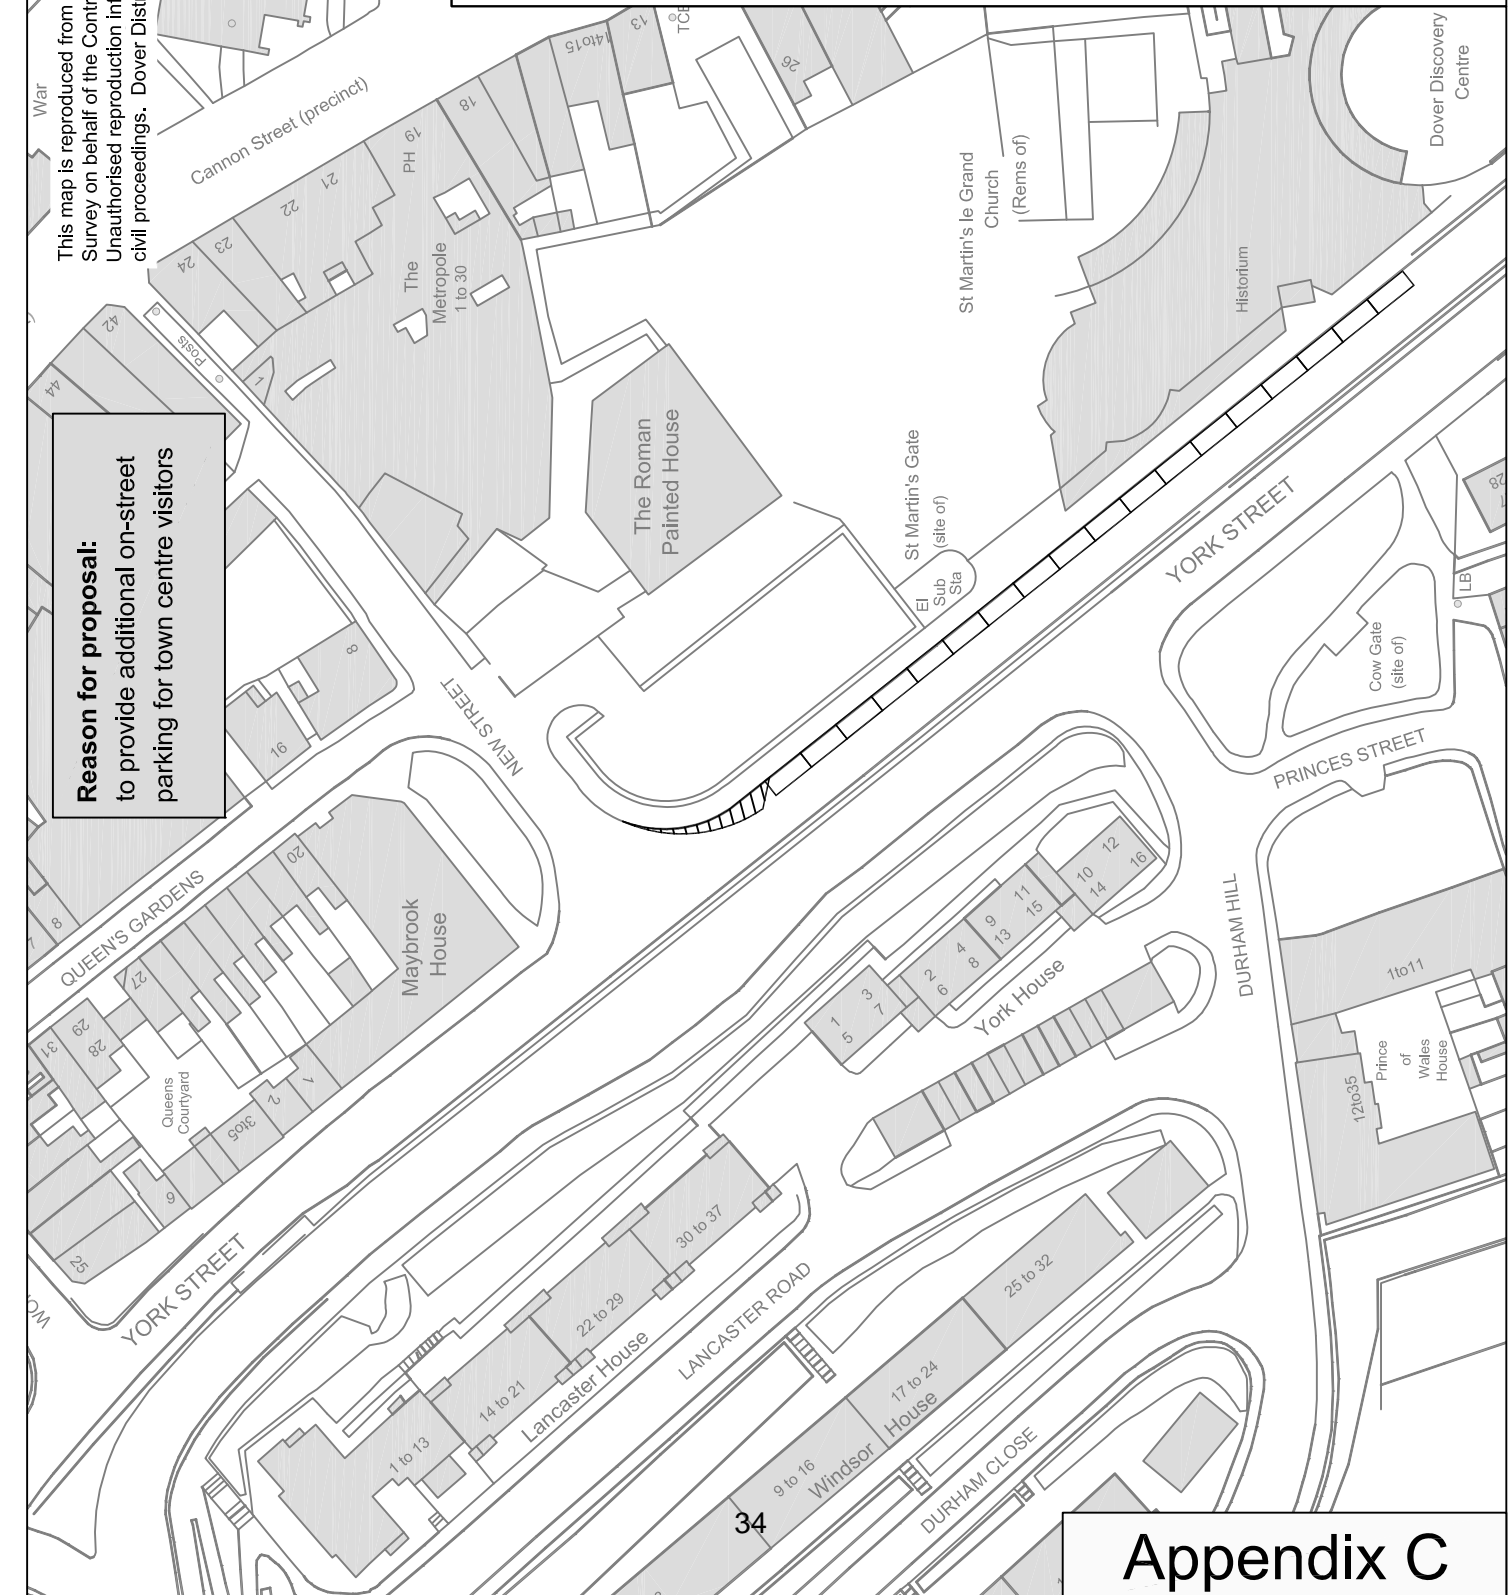 This map is reproduced from
Survey on behalf of the Contr
Unauthorised reproduction inf
civil proceedings. Dover Distr
War
Cannon Street (precinct)
13
14to15
TCB
26
18
19
PH
21
22
23
24
The
Metropole
1 to 30
42
44
Posts
1
Reason for proposal:
to provide additional on-street
parking for town centre visitors
The Roman
Painted House
St Martin's le Grand
Church
(Rems of)
Dover Discovery
Centre
Historium
St Martin's Gate
(site of)
El
Sub
Sta
YORK STREET
28
LB
Cow Gate
(site of)
PRINCES STREET
8
16
NEW STREET
QUEEN'S GARDENS
20
7
8
27
Maybrook
House
29
28
31
Queens
Courtyard
1
2
3to5
6
25
YORK STREET
DURHAM HILL
12
16
10
14
11
15
9
13
4
8
2
6
3
7
1
5
York House
1to11
Prince
of
Wales
House
12to35
30 to 37
22 to 29
14 to 21
1 to 13
Lancaster House
LANCASTER ROAD
25 to 32
17 to 24
9 to 16
Windsor House
DURHAM CLOSE
34
Appendix C